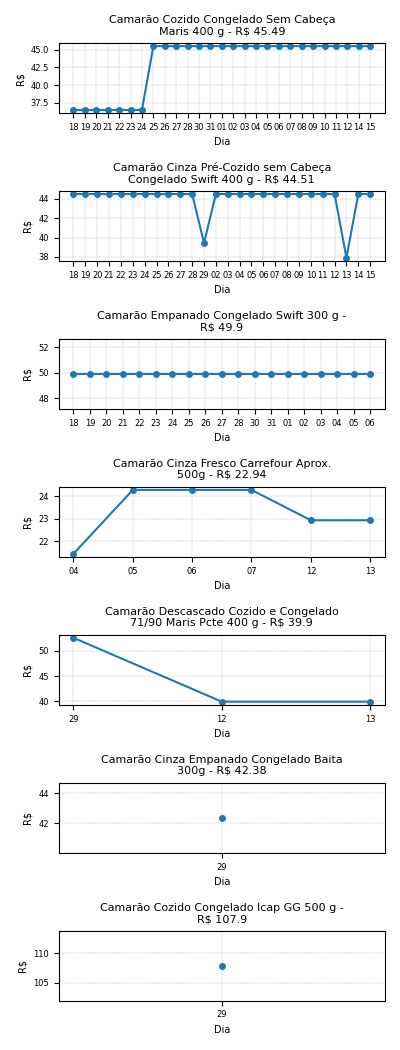 Camarão Cozido Congelado Sem Cabeça
Maris 400 g - R$ 45.49
45.0
42.5
40.0
37.5
R$
18 19 20 21 22 23 24 25 26 27 28 30 31 01 02 03 04 05 06 07 08 09 10 11 12 14 15
Dia
Camarão Cinza Pré-Cozido sem Cabeça
Congelado Swift 400 g - R$ 44.51
44
42
40
38
R$
18 19 20 21 22 23 24 25 26 27 28 29 02 03 04 05 06 07 08 09 10 11 12 13 14 15
Dia
Camarão Empanado Congelado Swift 300 g -
R$ 49.9
52
50
48
R$
18 19 20 21 22 23 24 25 26 27 28 30 31 01 02 03 04 05 06
Dia
Camarão Cinza Fresco Carrefour Aprox.
500g - R$ 22.94
24
23
22
R$
04 05 06 07 12 13
Dia
Camarão Descascado Cozido e Congelado
71/90 Maris Pcte 400 g - R$ 39.9
50
45
40
R$
29 12 13
Dia
Camarão Cinza Empanado Congelado Baita
300g - R$ 42.38
44
42
R$
29
Dia
Camarão Cozido Congelado Icap GG 500 g -
R$ 107.9
110
105
R$
29
Dia